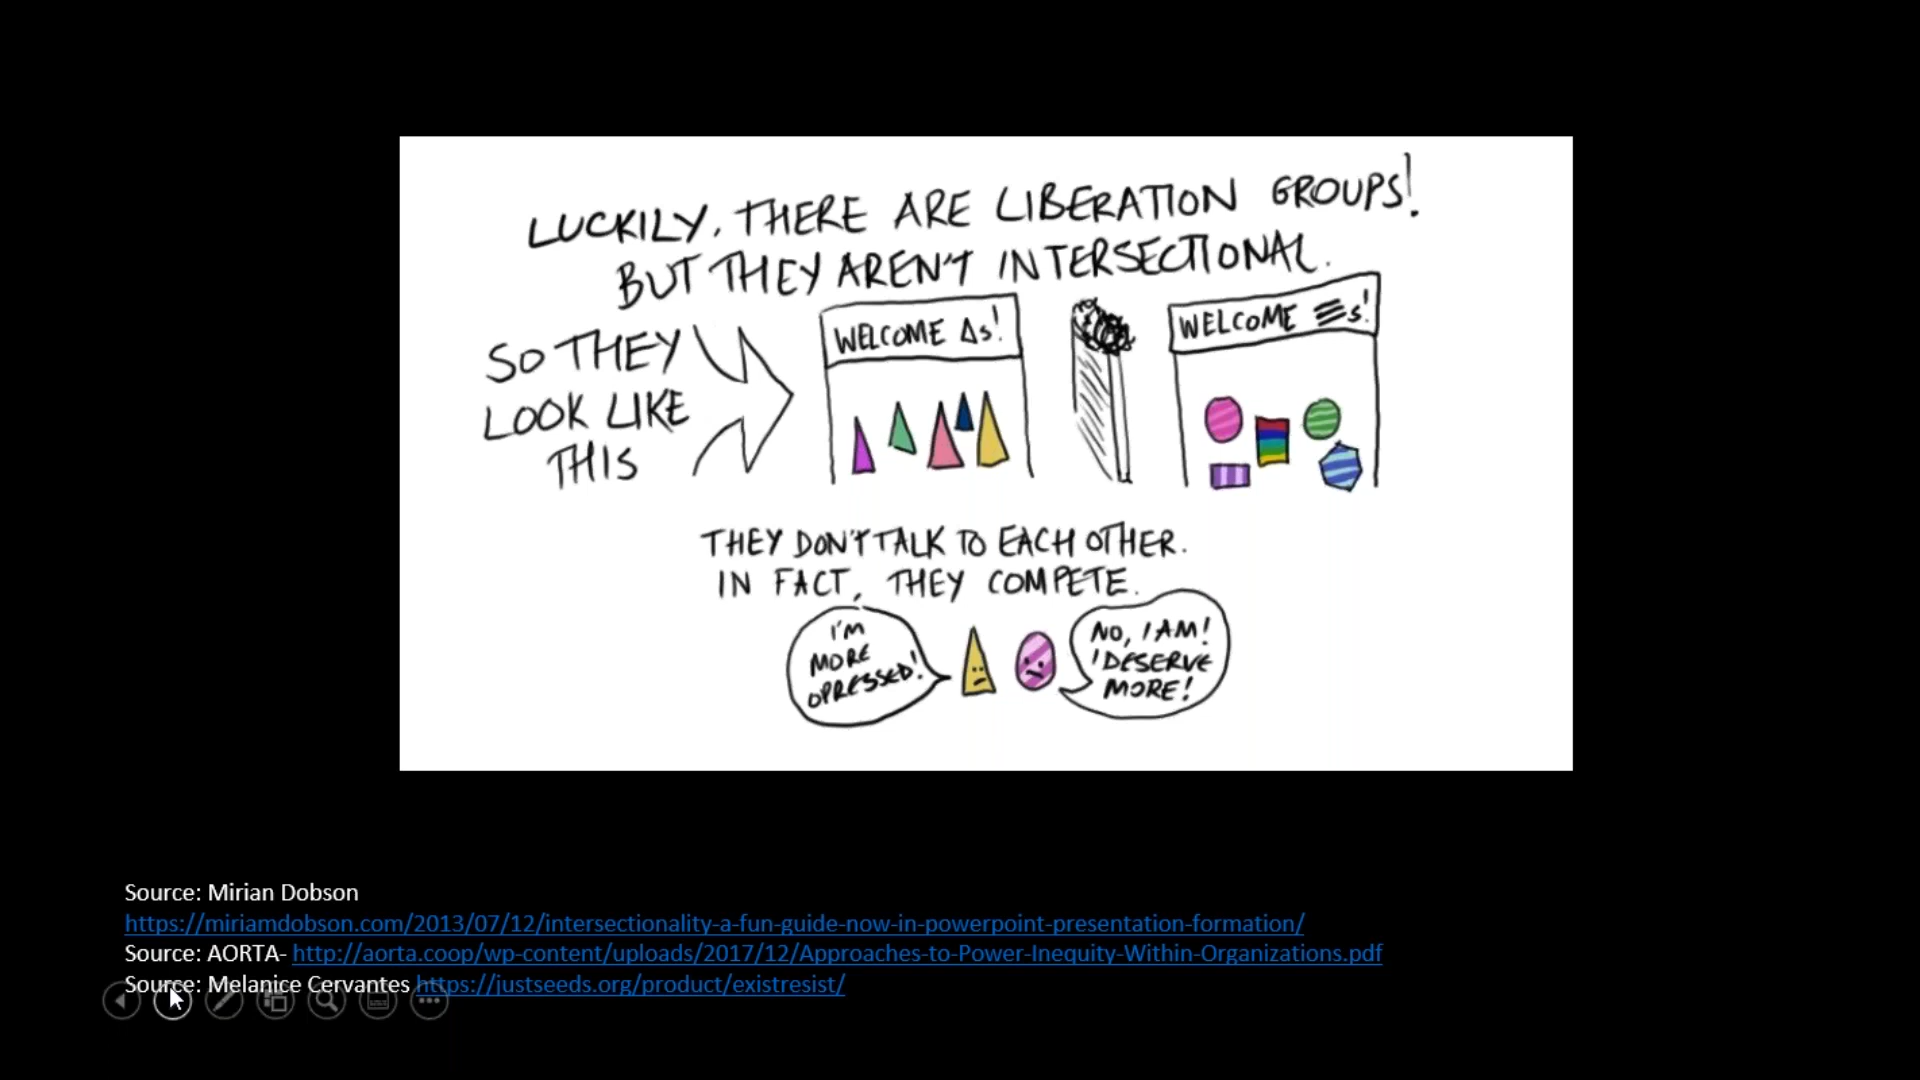 LUCKILY, THERE ARE LIBERATION GROUPS!
BUT THEY AREN'T INTERSECTIONAL.
SO THEY
LOOK LIKE
THIS
WELCOME Δs!
WELCOME ☰s!
THEY DON'T TALK TO EACH OTHER.
IN FACT, THEY COMPETE.
I'M
MORE
OPRESSED!
NO, I AM!
I DESERVE
MORE!
Source: Mirian Dobson
https://miriamdobson.com/2013/07/12/intersectionality-a-fun-guide-now-in-powerpoint-presentation-formation/
Source: AORTA- http://aorta.coop/wp-content/uploads/2017/12/Approaches-to-Power-Inequity-Within-Organizations.pdf
Source: Melanice Cervantes https://justseeds.org/product/existresist/